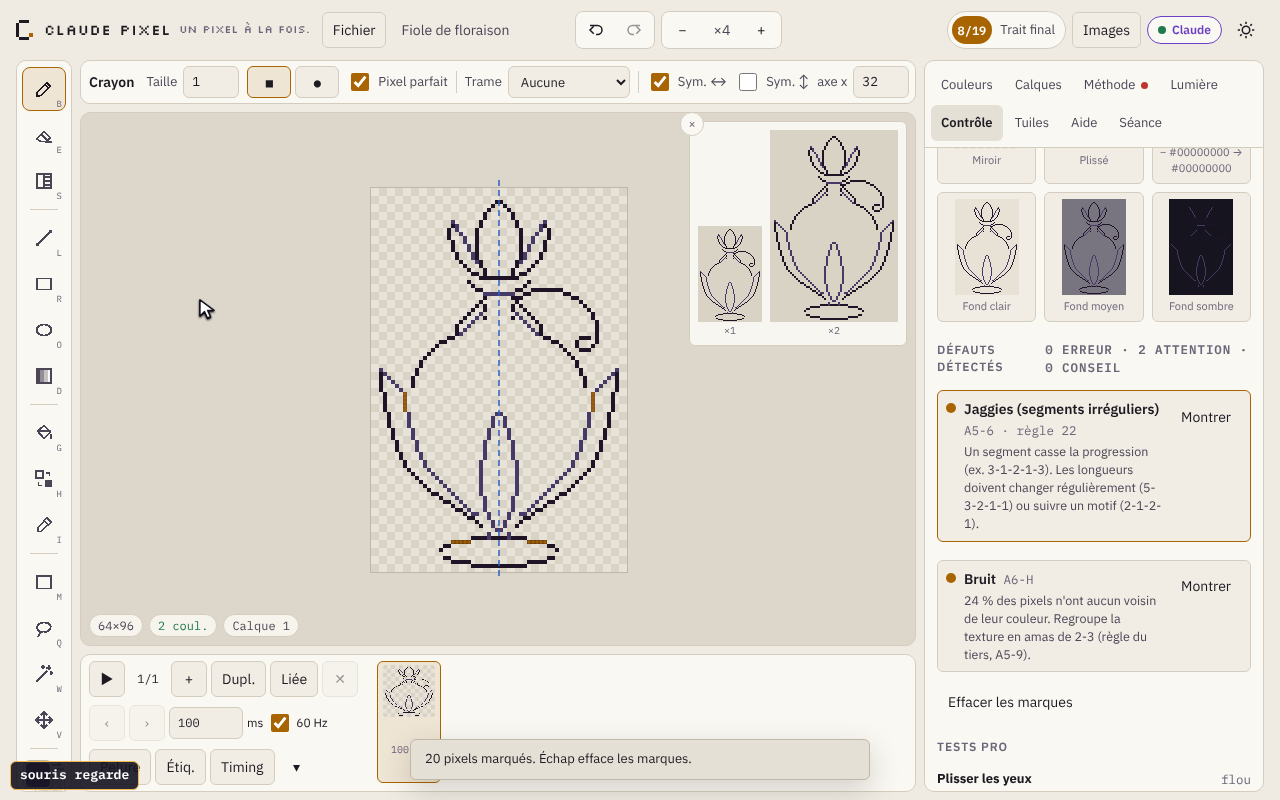 CLAUDE PIXEL UN PIXEL À LA FOIS. Fichier Fiole de floraison − ×4 + 8/19 Trait final Images Claude
Crayon Taille 1 Pixel parfait Trame Aucune Sym. ↔ Sym. ↕ axe x 32
B
E
S
L
R
O
D
G
H
I
M
Q
W
V
×
×1 ×2
64×96 2 coul. Calque 1
Couleurs Calques Méthode Lumière
Contrôle Tuiles Aide Séance
Miroir Plissé – #00000000 →
#00000000
Fond clair Fond moyen Fond sombre
DÉFAUTS DÉTECTÉS
0 ERREUR · 2 ATTENTION · 0 CONSEIL
Jaggies (segments irréguliers) Montrer
A5-6 · règle 22
Un segment casse la progression
(ex. 3-1-2-1-3). Les longueurs
doivent changer régulièrement (5-
3-2-1-1) ou suivre un motif (2-1-2-
1).
Bruit A6-H Montrer
24 % des pixels n'ont aucun voisin
de leur couleur. Regroupe la
texture en amas de 2-3 (règle du
tiers, A5-9).
Effacer les marques
TESTS PRO
Plisser les yeux flou
1/1 + Dupl. Liée ×
‹ › 100 ms 60 Hz
Étiq. Timing ▼
100
20 pixels marqués. Échap efface les marques.
souris regarde